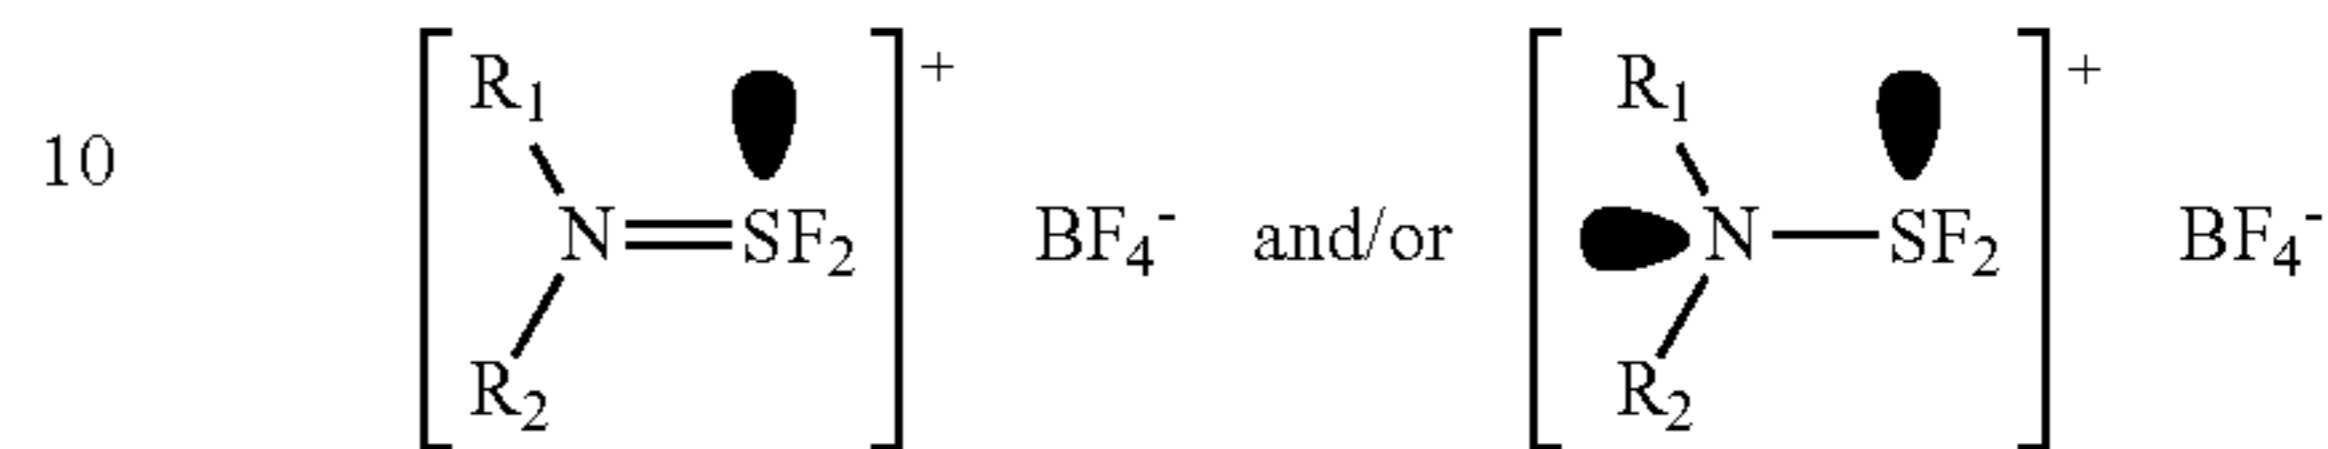 R₁ + R₁ +
10 N=SF₂ BF₄⁻ and/or N—SF₂ BF₄⁻
R₂ R₂